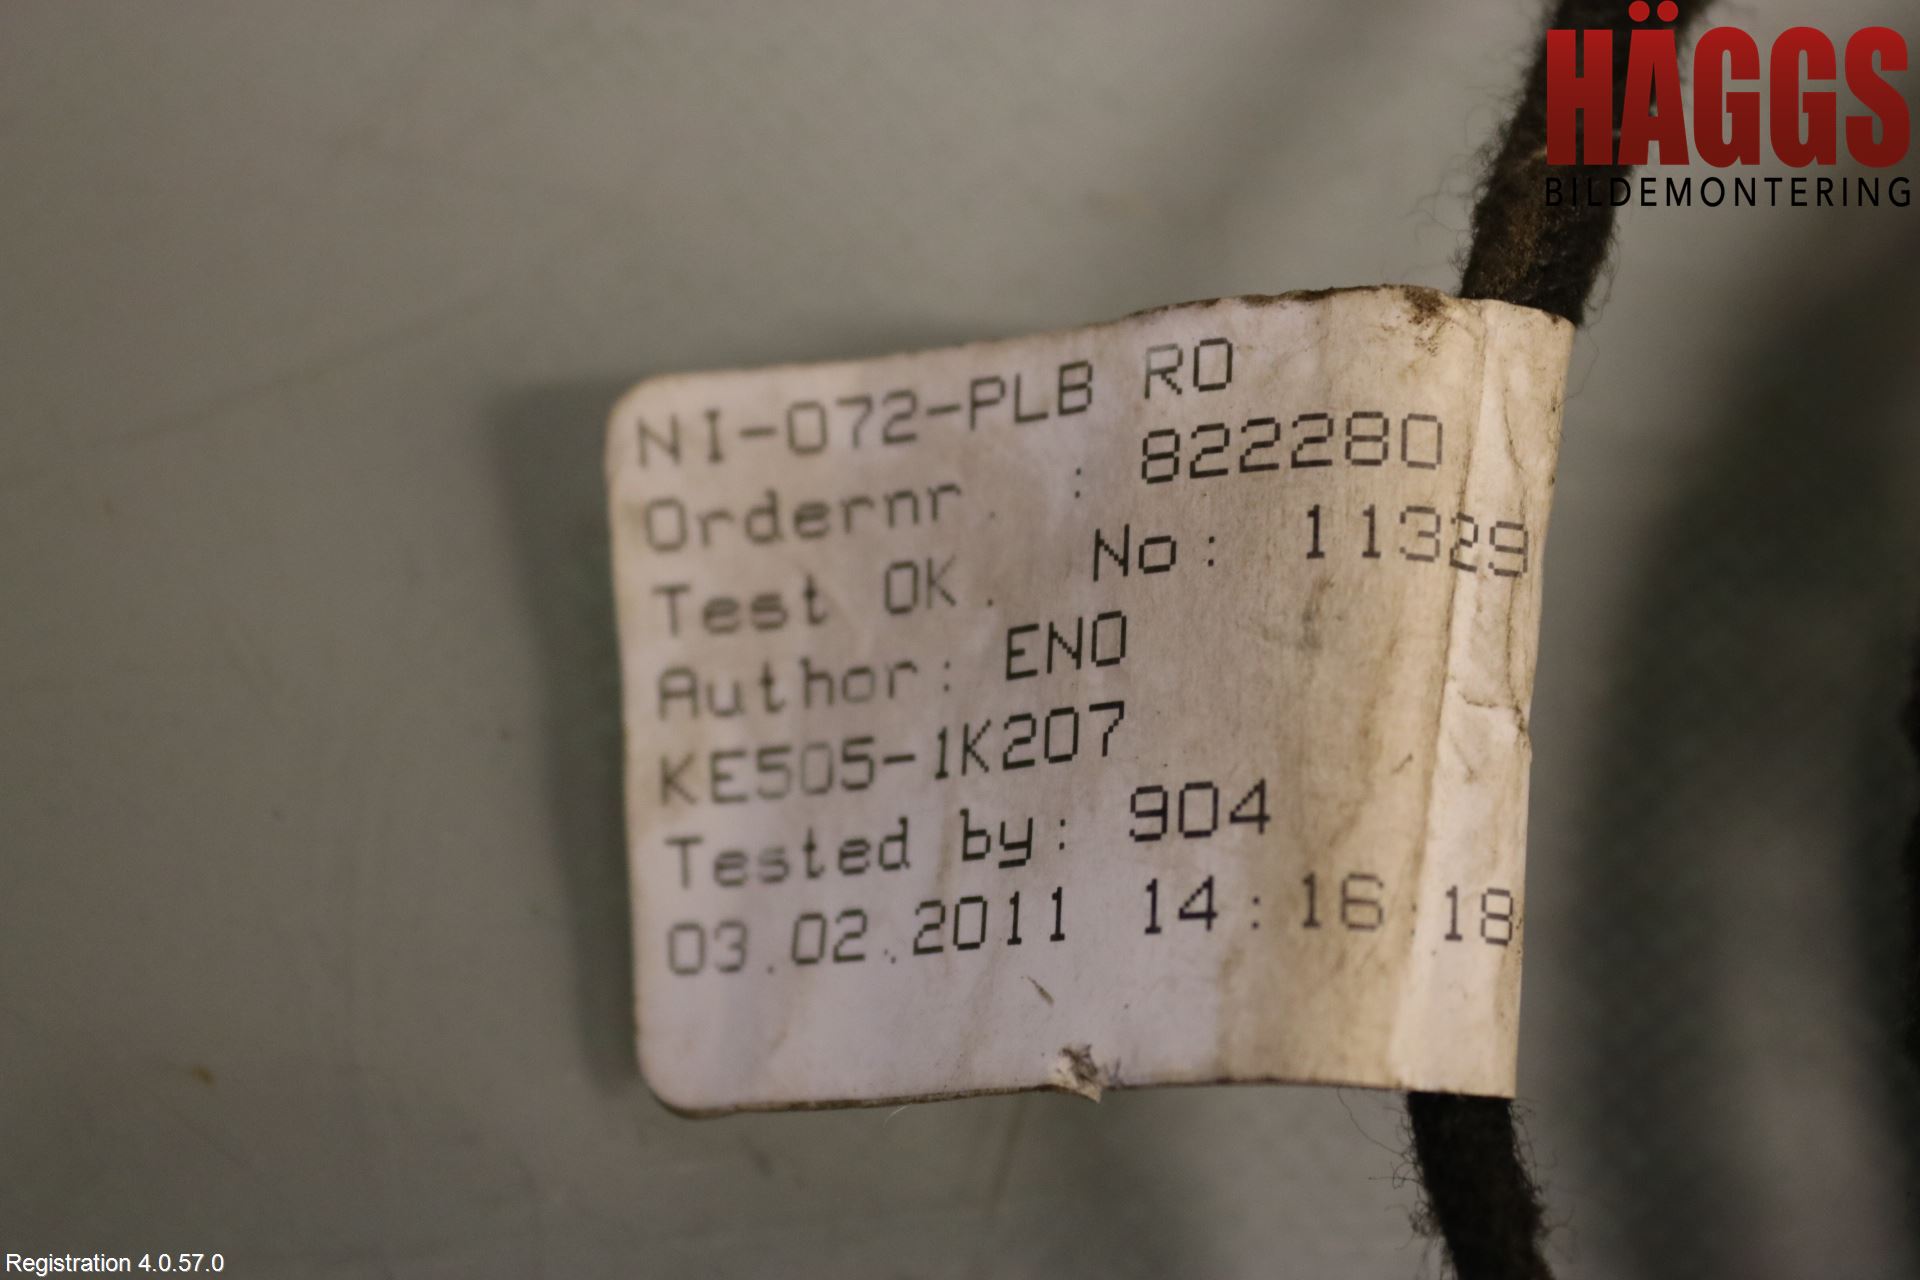 HÄGGS
BILDEMONTERING
NI-072-PLB RO
Ordernr. : 822280
Test OK. No: 11329
Author: ENO
KE505-1K207
Tested by: 904
03.02.2011 14:16:18
Registration 4.0.57.0